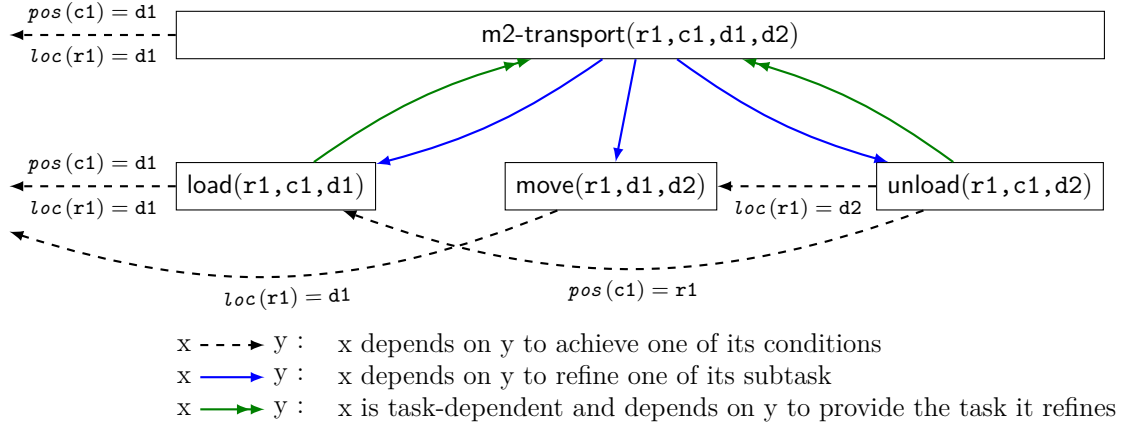 pos(c1) = d1
m2-transport(r1,c1,d1,d2)
loc(r1) = d1
pos(c1) = d1
load(r1,c1,d1)
move(r1,d1,d2)
unload(r1,c1,d2)
loc(r1) = d1
loc(r1) = d2
loc(r1) = d1
pos(c1) = r1
x y : x depends on y to achieve one of its conditions
x y : x depends on y to refine one of its subtask
x y : x is task-dependent and depends on y to provide the task it refines